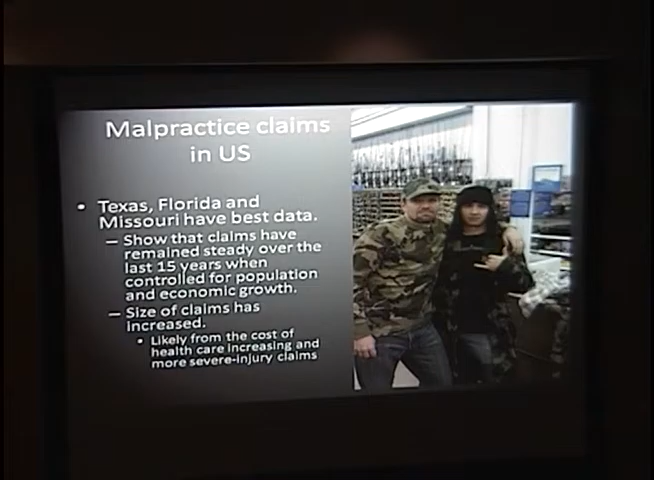 Malpractice claims
in US
• Texas, Florida and
Missouri have best data.
– Show that claims have
remained steady over the
last 15 years when
controlled for population
and economic growth.
– Size of claims has
increased.
• Likely from the cost of
health care increasing and
more severe-injury claims